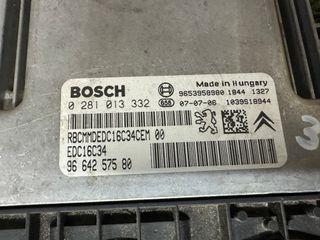 BOSCH
Made in Hungary
9653958980 1844 1327
0 281 013 332
07-07-06 1039S18944
RBCMMDEDC16C34CEM 00
EDC16C34
96 642 575 80
3